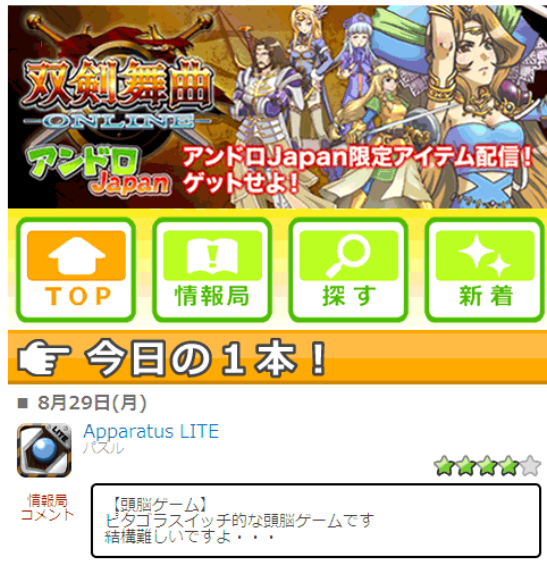 双剣舞曲
-ONLINE-
アンドロ
Japan
アンドロJapan限定アイテム配信!
ゲットせよ!
TOP
情報局
探す
新着
今日の1本!
■ 8月29日(月)
LITE
Apparatus LITE
パズル
情報局
コメント
【頭脳ゲーム】
ピタゴラスイッチ的な頭脳ゲームです
結構難しいですよ・・・